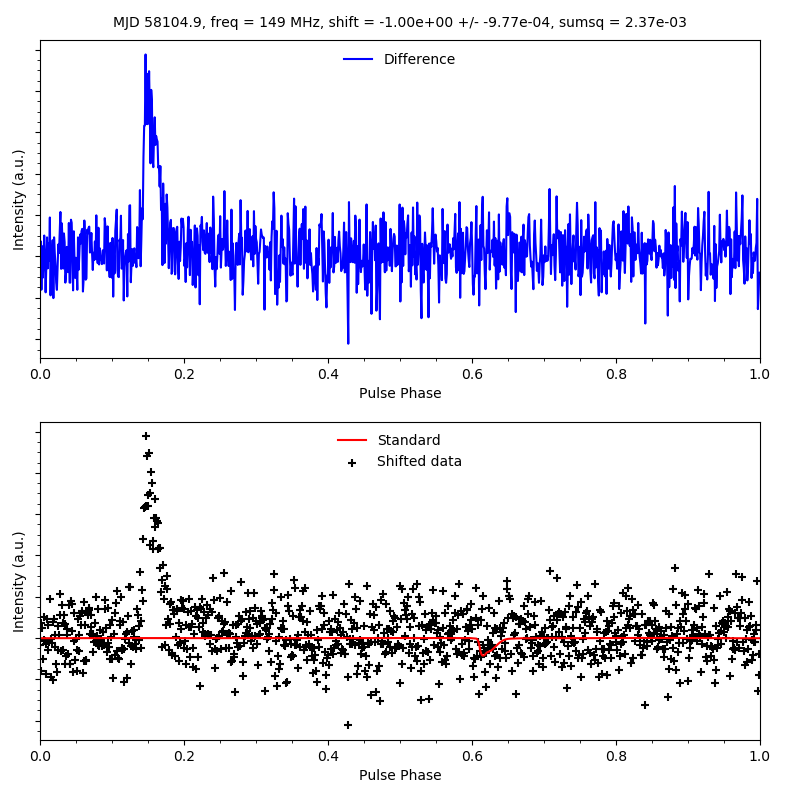 MJD 58104.9, freq = 149 MHz, shift = -1.00e+00 +/- -9.77e-04, sumsq = 2.37e-03
Difference
Intensity (a.u.)
0.0 0.2 0.4 0.6 0.8 1.0
Pulse Phase
Standard
Shifted data
Intensity (a.u.)
0.0 0.2 0.4 0.6 0.8 1.0
Pulse Phase